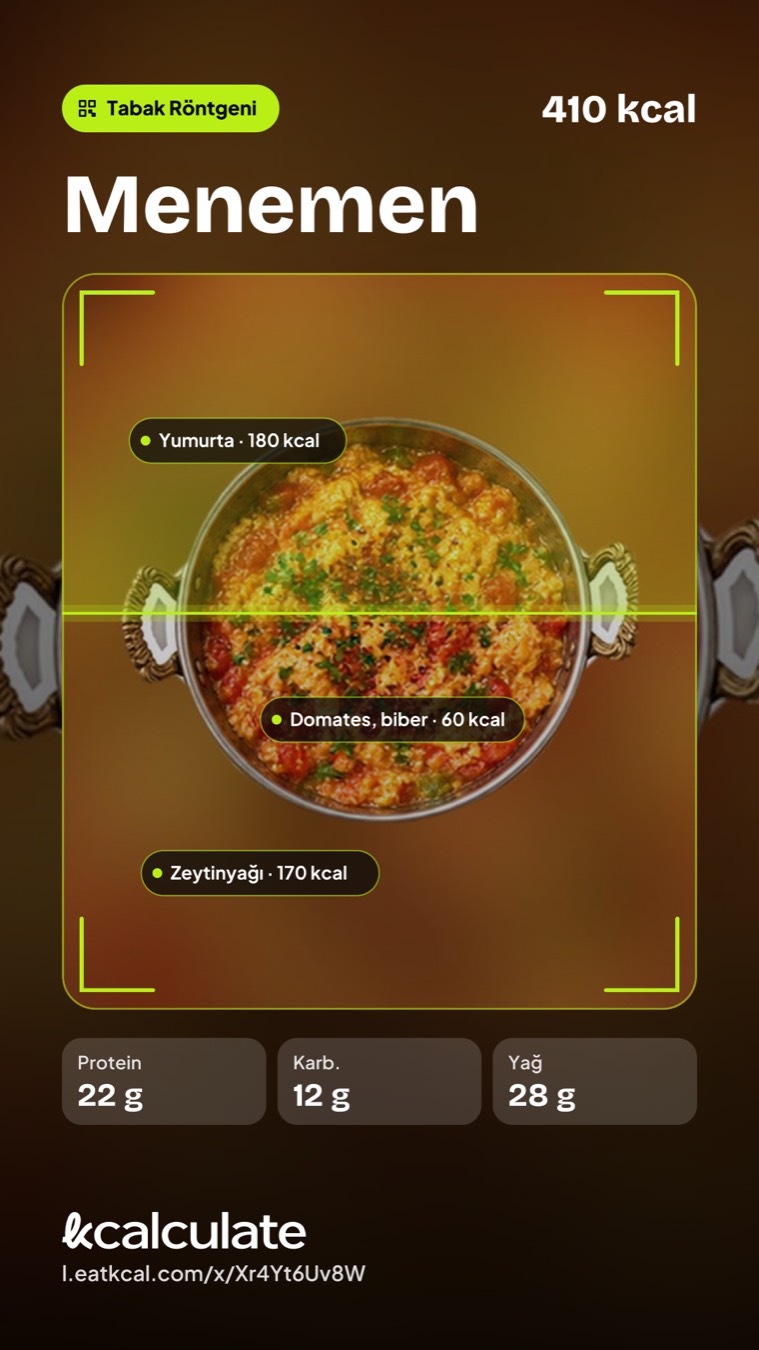 Tabak Röntgeni
410 kcal
Menemen
Yumurta · 180 kcal
Domates, biber · 60 kcal
Zeytinyağı · 170 kcal
Protein
22 g
Karb.
12 g
Yağ
28 g
kcalculate
l.eatkcal.com/x/Xr4Yt6Uv8W